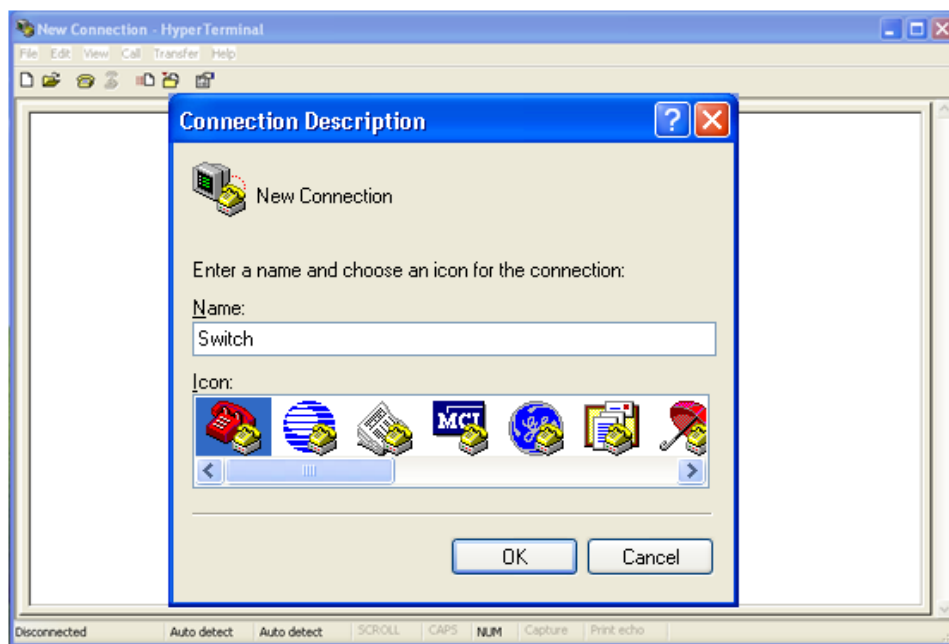 New Connection - HyperTerminal
File Edit View Call Transfer Help
Connection Description
New Connection
Enter a name and choose an icon for the connection:
Name:
Switch
Icon:
MCI
OK Cancel
Disconnected Auto detect Auto detect SCROLL CAPS NUM Capture Print echo